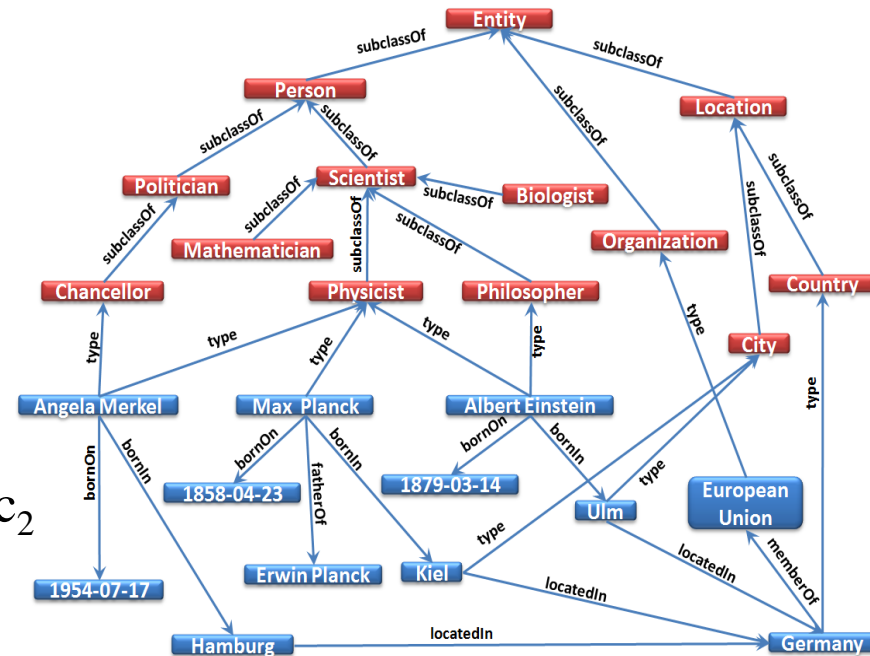 Entity
subclassOf
subclassOf
Person
Location
subclassOf
subclassOf
subclassOf
subclassOf
subclassOf
Politician
Scientist
subclassOf
Biologist
subclassOf
subclassOf
subclassOf
subclassOf
subclassOf
Mathematician
Organization
Chancellor
Physicist
Philosopher
Country
type
type
type
type
type
type
City
type
Angela Merkel
Max Planck
Albert Einstein
bornOn
bornIn
bornOn
fatherOf
bornIn
bornOn
bornIn
type
1858-04-23
1879-03-14
European
Union
c2
Ulm
type
memberOf
locatedIn
1954-07-17
Erwin Planck
Kiel
locatedIn
Hamburg
locatedIn
Germany